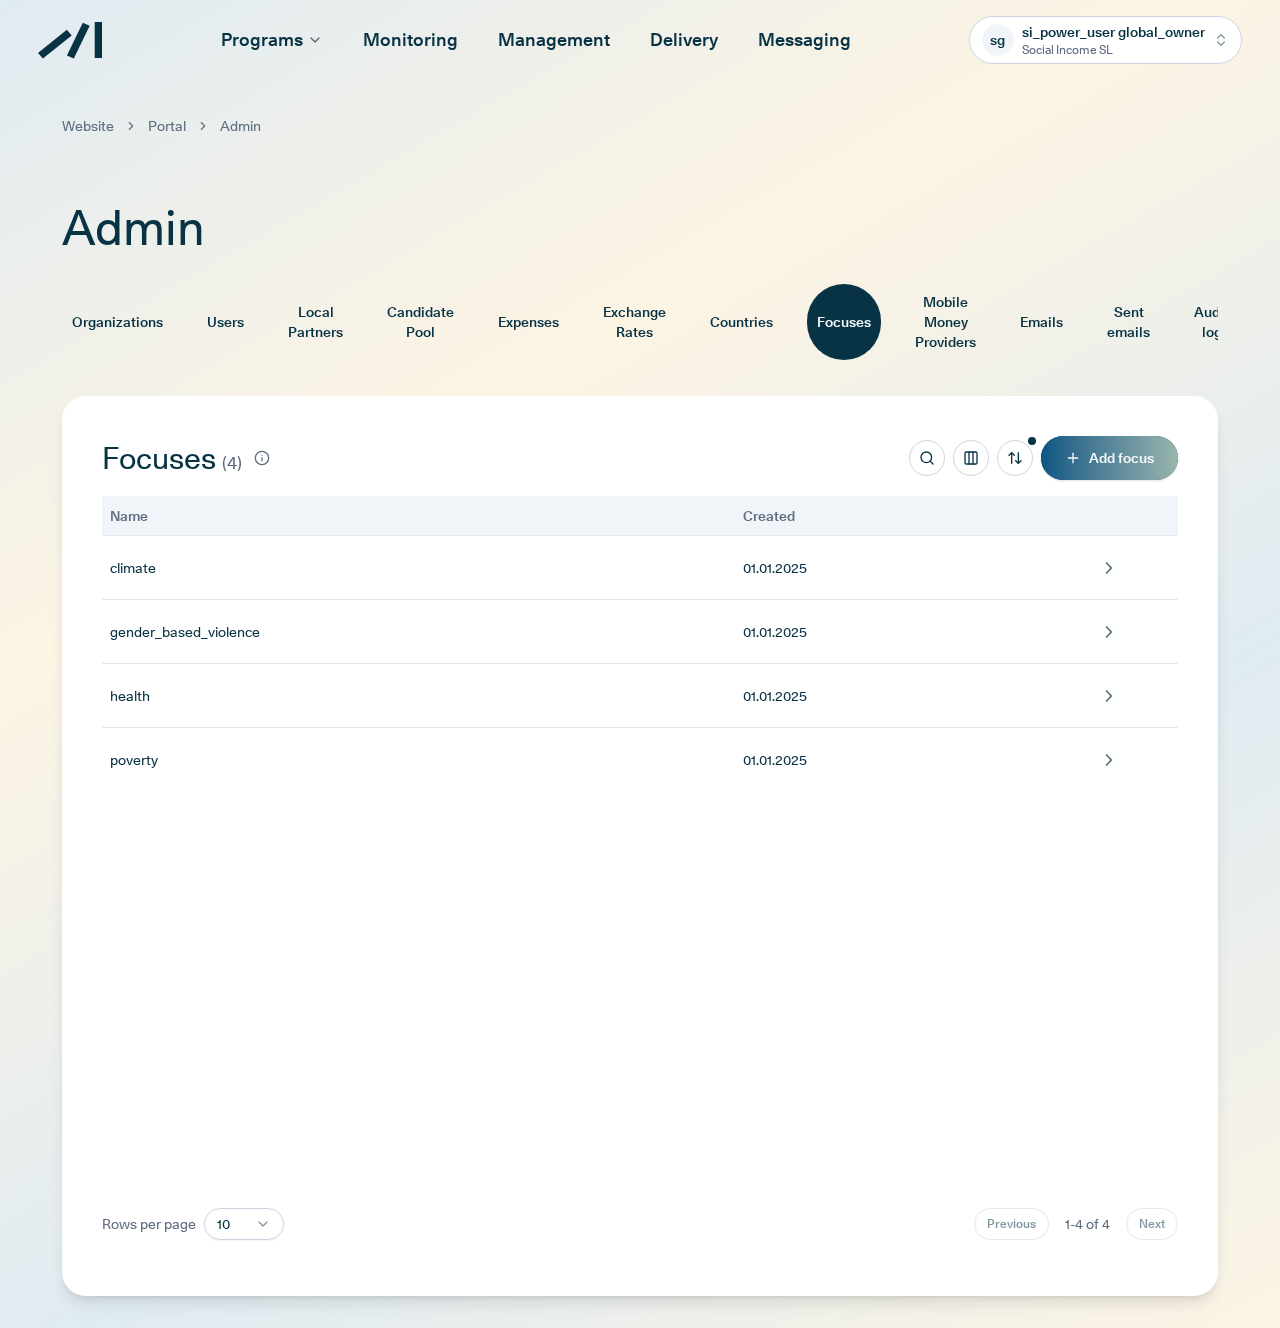 Programs
Monitoring
Management
Delivery
Messaging
sg
si_power_user global_owner
Social Income SL
Website
Portal
Admin
Admin
Organizations
Users
Local
Partners
Candidate
Pool
Expenses
Exchange
Rates
Countries
Focuses
Mobile
Money
Providers
Emails
Sent
emails
Focuses (4)
Add focus
Name
Created
climate
01.01.2025
gender_based_violence
01.01.2025
health
01.01.2025
poverty
01.01.2025
Rows per page
10
Previous
1-4 of 4
Next